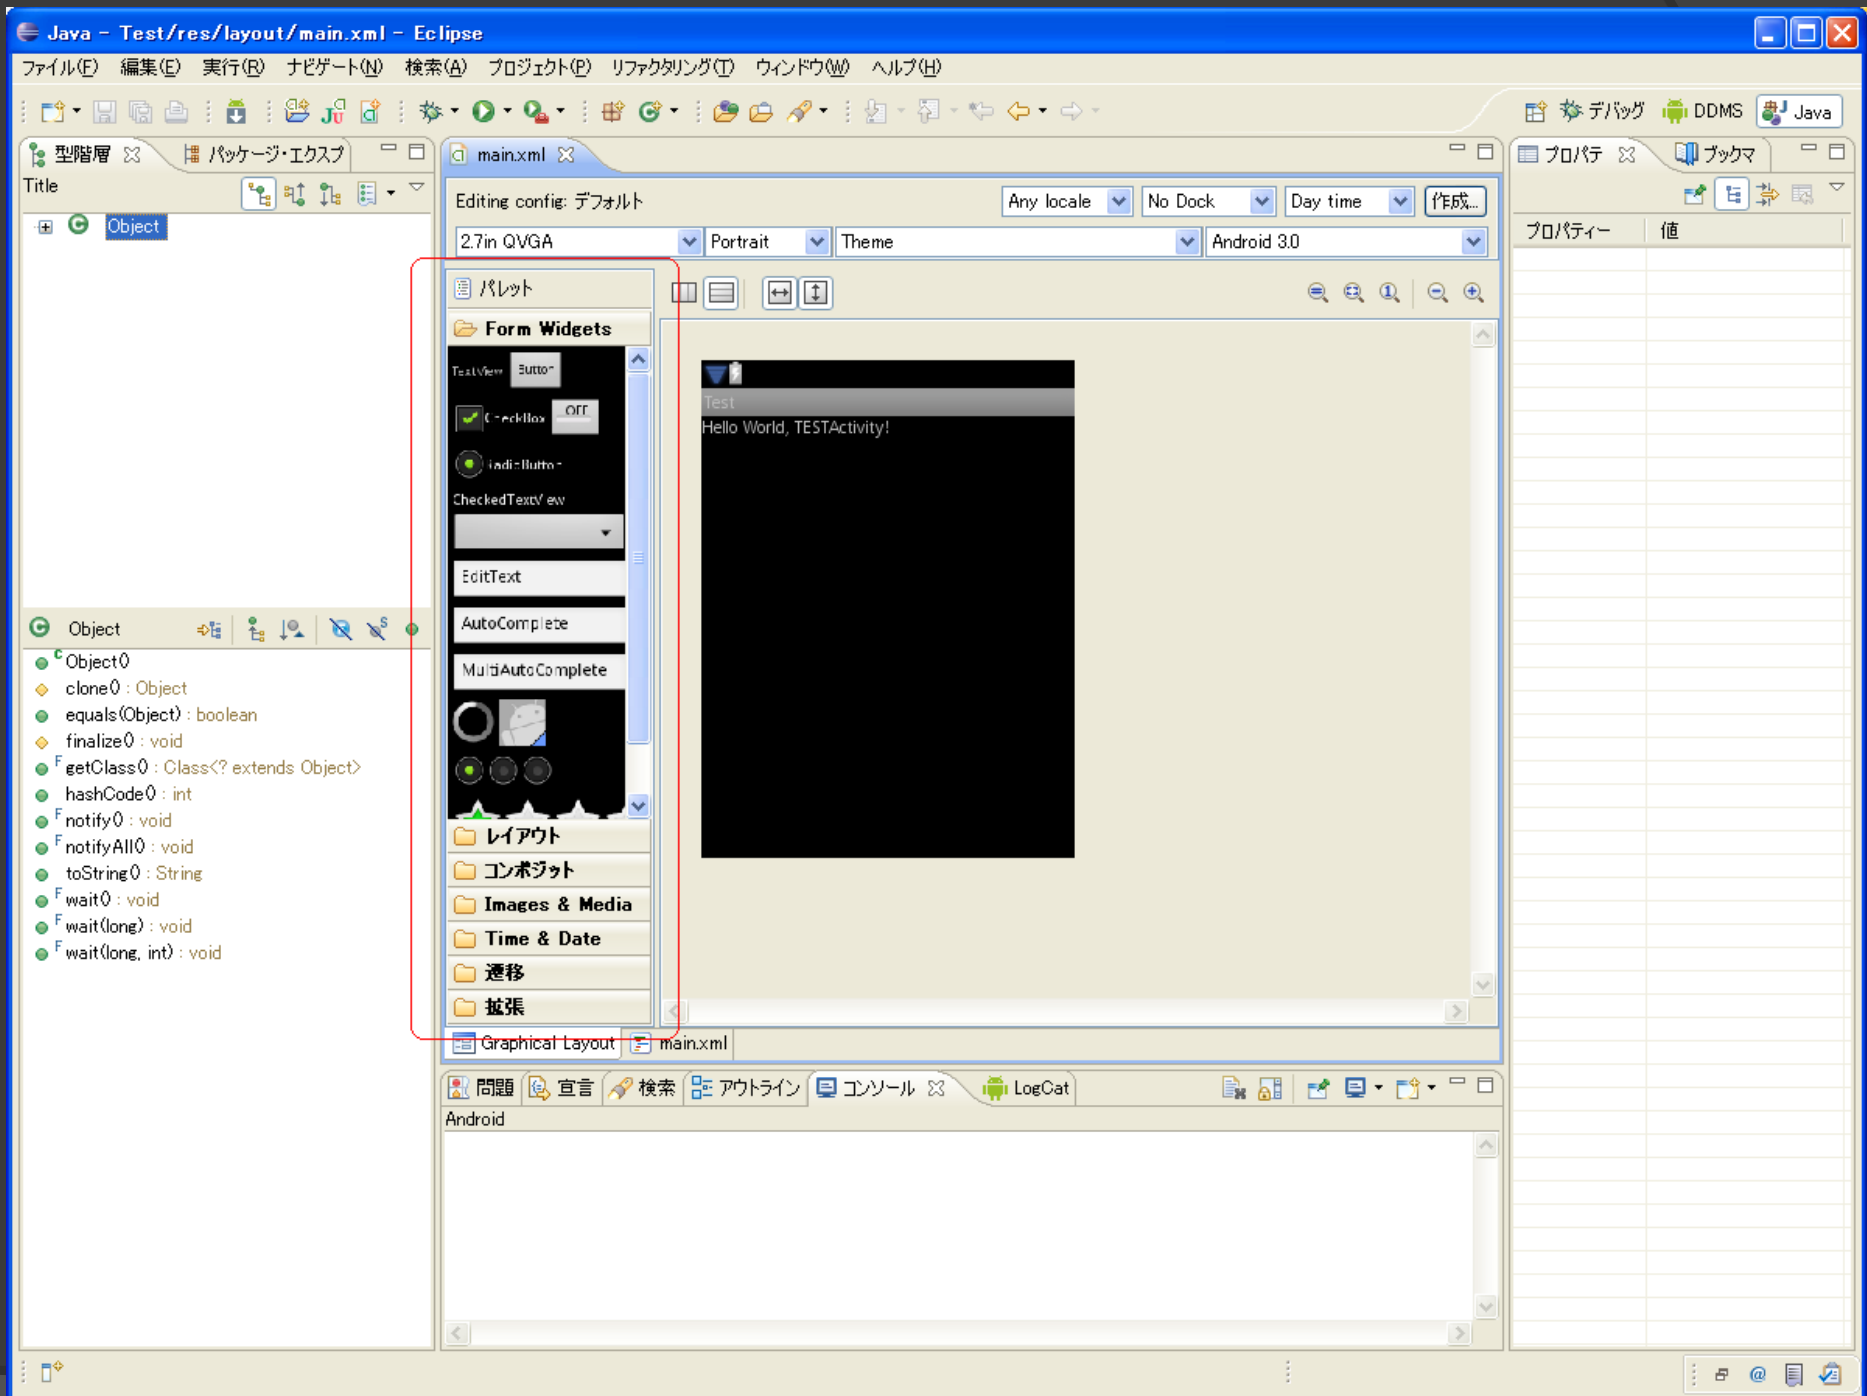 Java - Test/res/layout/main.xml - Eclipse
ファイル(F) 編集(E) 実行(R) ナビゲート(N) 検索(A) プロジェクト(P) リファクタリング(T) ウィンドウ(W) ヘルプ(H)
デバッグ DDMS Java
型階層 パッケージ・エクスプ
Title
Object
Object
Object()
clone() : Object
equals(Object) : boolean
finalize() : void
getClass() : Class<? extends Object>
hashCode() : int
notify() : void
notifyAll() : void
toString() : String
wait() : void
wait(long) : void
wait(long, int) : void
main.xml
Editing config: デフォルト Any locale No Dock Day time 作成...
2.7in QVGA Portrait Theme Android 3.0
パレット
Form Widgets
TextView Button
CheckBox OFF
RadioButton
CheckedTextView
EditText
AutoComplete
MultiAutoComplete
レイアウト
コンポジット
Images & Media
Time & Date
遷移
拡張
Test
Hello World, TESTActivity!
Graphical Layout main.xml
問題 宣言 検索 アウトライン コンソール LogCat
Android
プロパテ ブックマ
プロパティー 値